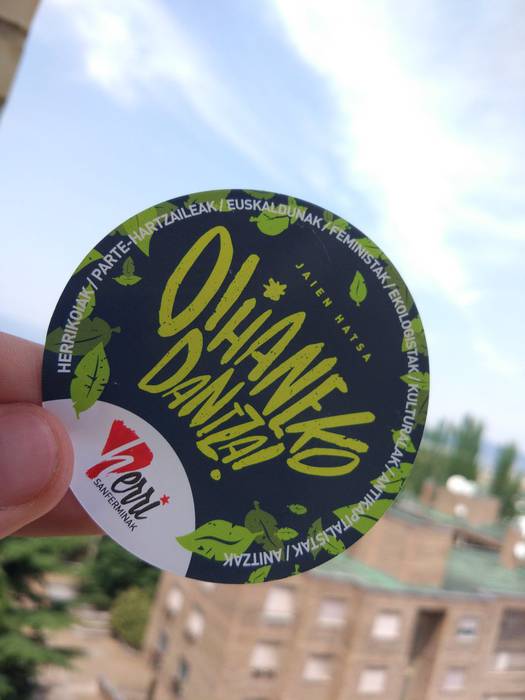 HERRIKOIAK / PARTE-HARTZAILEAK / EUSKALDUNAK / FEMINISTAK / EKOLOGISTAK / KULTURALAK / ANTIKAPITALISTAK / ANITZAK
JAIEN HATSA
OIHANEKO
DANTZA!
herri
SANFERMINAK